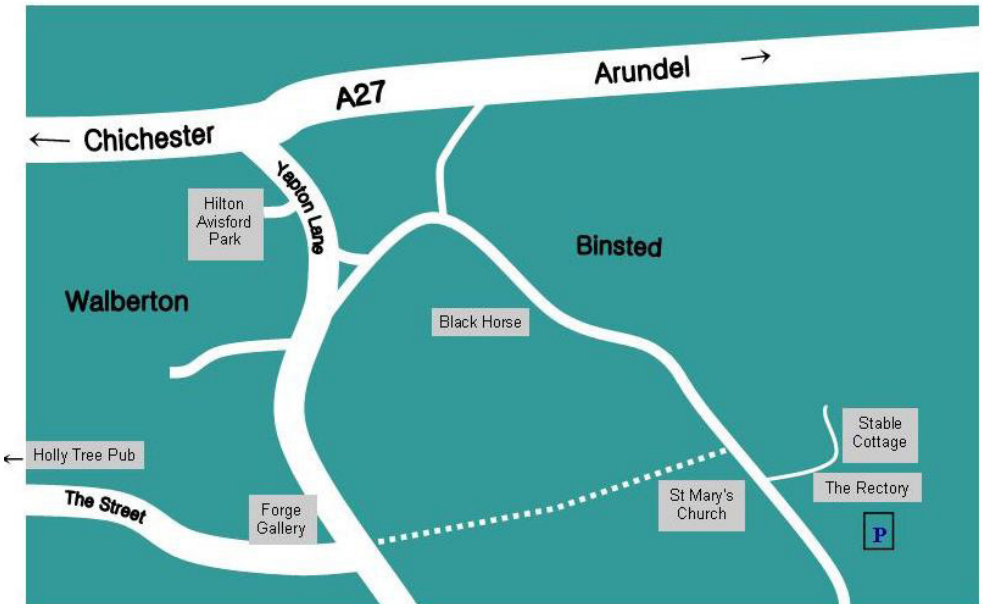 Arundel →
A27
← Chichester
Yapton Lane
Hilton
Avisford
Park
Binsted
Walberton
Black Horse
Stable
Cottage
← Holly Tree Pub
The Rectory
The Street
Forge
Gallery
St Mary's
Church
P